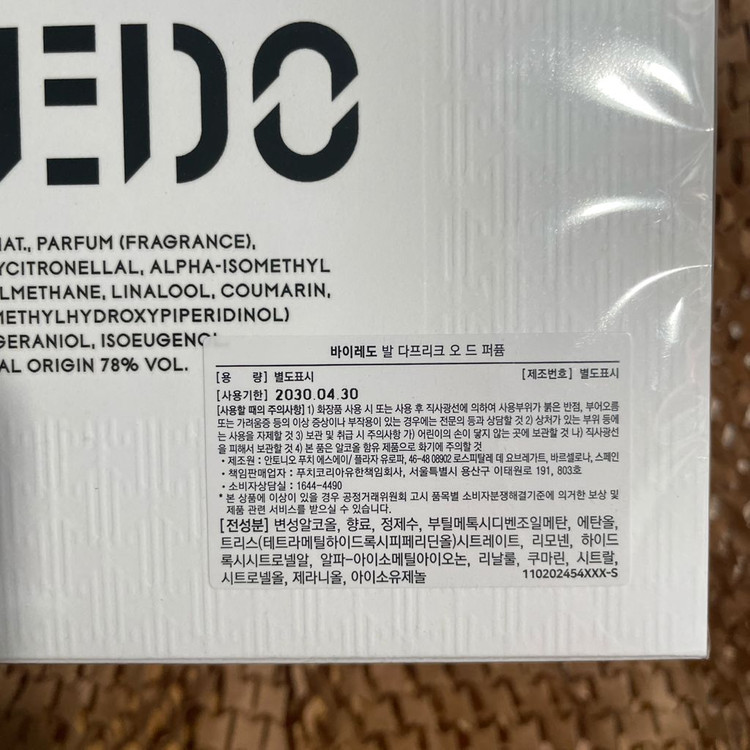 EDO
AT., PARFUM (FRAGRANCE),
YCITRONELLAL, ALPHA-ISOMETHYL
LMETHANE, LINALOOL, COUMARIN,
METHYLHYDROXYPIPERIDINOL)
GERANIOL, ISOEUGENOL
AL ORIGIN 78% VOL.
바이레도 발 다프리크 오 드 퍼퓸
[용 량] 별도표시 [제조번호] 별도표시
[사용기한] 2030.04.30
[사용할 때의 주의사항] 1) 화장품 사용 시 또는 사용 후 직사광선에 의하여 사용부위가 붉은 반점, 부어오름
또는 가려움증 등의 이상 증상이나 부작용이 있는 경우에는 전문의 등과 상담할 것 2) 상처가 있는 부위 등에
는 사용을 자제할 것 3) 보관 및 취급 시 주의사항 가) 어린이의 손이 닿지 않는 곳에 보관할 것 나) 직사광선
을 피해서 보관할 것 4) 본 품은 알코올 함유 제품으로 화기에 주의할 것
• 제조원 : 안토니오 푸치 에스에이/ 플라자 유로파, 46-48 08902 로스피탈렛 데 요브레가트, 바르셀로나, 스페인
• 책임판매업자 : 푸치코리아유한책임회사, 서울특별시 용산구 이태원로 191, 803호
• 소비자상담실 : 1644-4490
* 본 상품에 이상이 있을 경우 공정거래위원회 고시 품목별 소비자분쟁해결기준에 의거한 보상 및
제품 관련 서비스를 받으실 수 있습니다.
[전성분] 변성알코올, 향료, 정제수, 부틸메톡시디벤조일메탄, 에탄올,
트리스(테트라메틸하이드록시피페리딘올)시트레이트, 리모넨, 하이드
록시시트로넬알, 알파-아이소메틸아이오논, 리날룰, 쿠마린, 시트랄,
시트로넬올, 제라니올, 아이소유제놀 110202454XXX-S